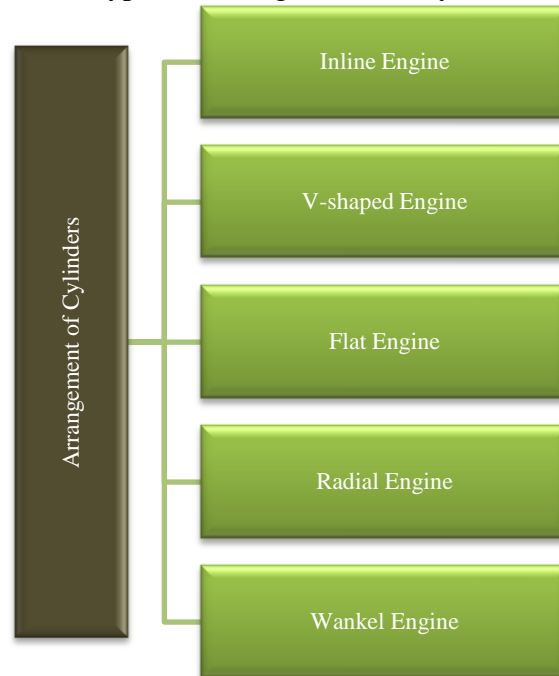 Arrangement of Cylinders
Inline Engine
V-shaped Engine
Flat Engine
Radial Engine
Wankel Engine